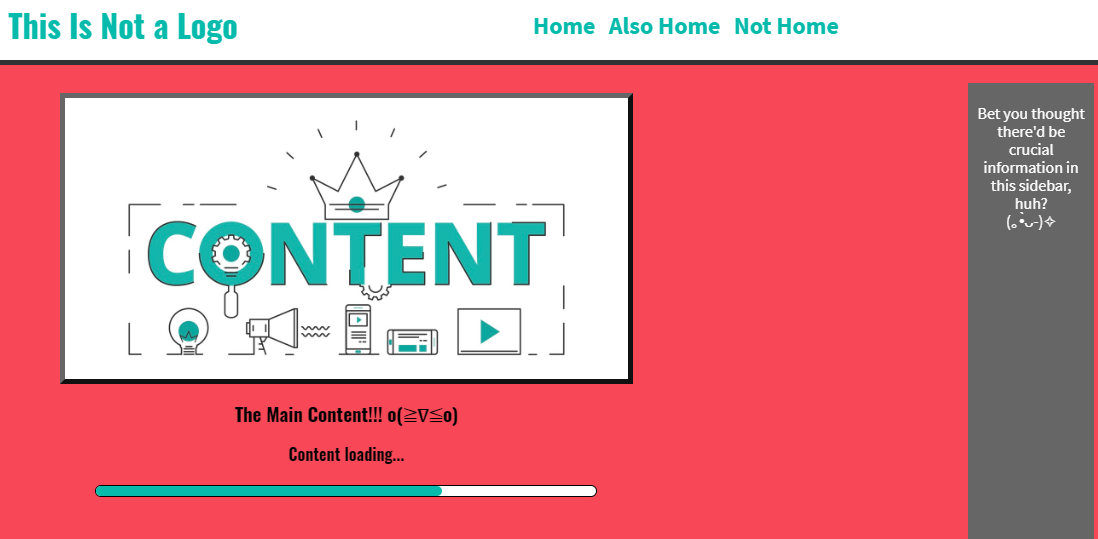 This Is Not a Logo
Home Also Home Not Home
CONTENT
The Main Content!!! o(≧∇≦o)
Content loading...
Bet you thought
there'd be
crucial
information in
this sidebar,
huh?
(｡•̀ᴗ-)✧